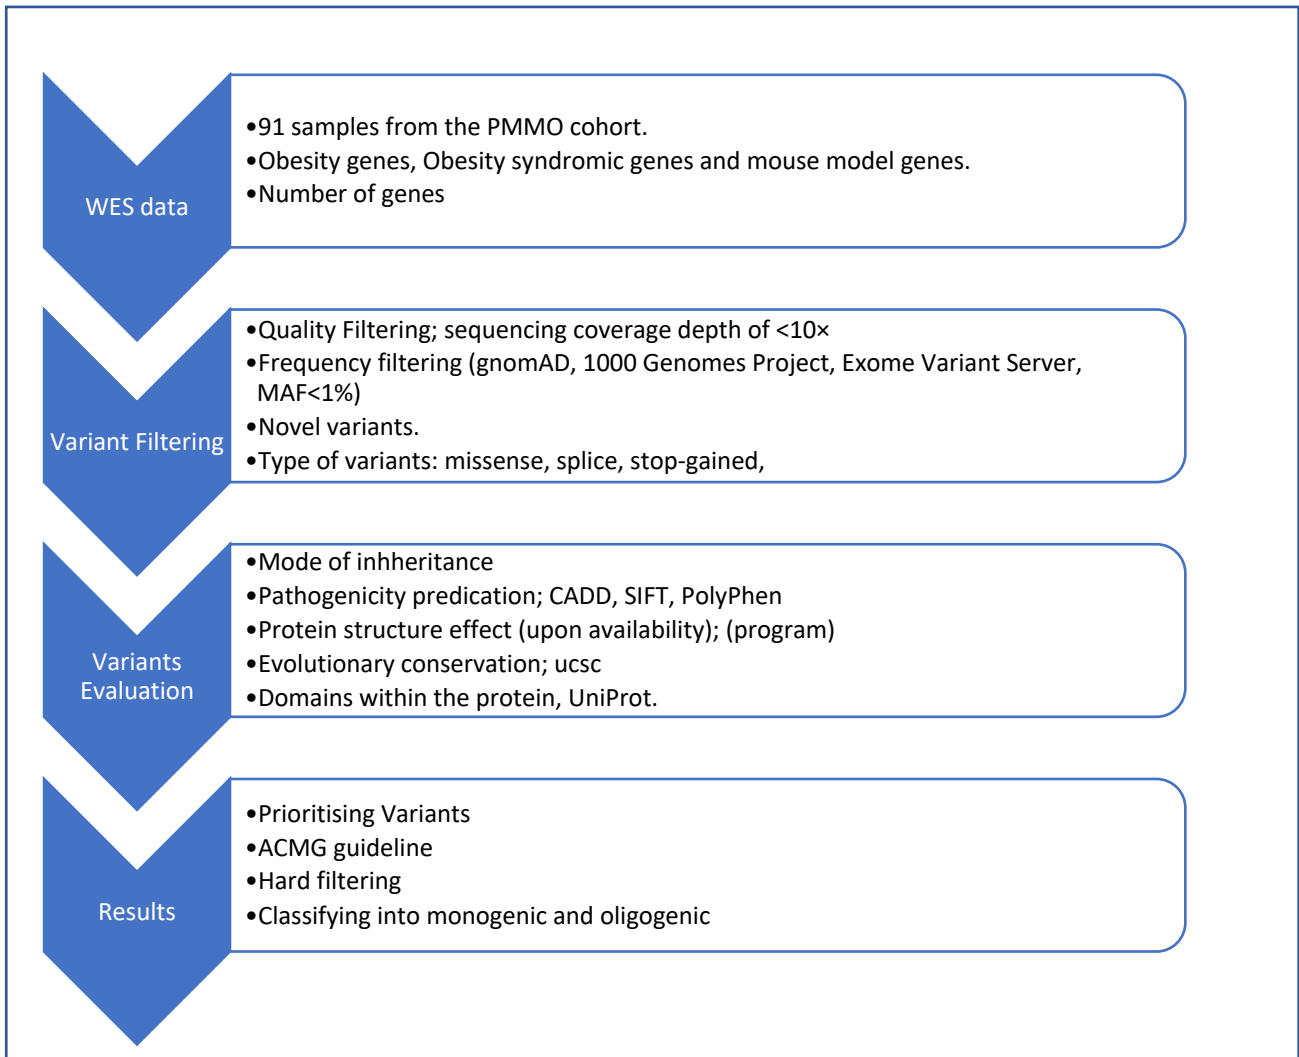 WES data
•91 samples from the PMMO cohort.
•Obesity genes, Obesity syndromic genes and mouse model genes.
•Number of genes
Variant Filtering
•Quality Filtering; sequencing coverage depth of <10×
•Frequency filtering (gnomAD, 1000 Genomes Project, Exome Variant Server,
MAF<1%)
•Novel variants.
•Type of variants: missense, splice, stop-gained,
Variants
Evaluation
•Mode of inhheritance
•Pathogenicity predication; CADD, SIFT, PolyPhen
•Protein structure effect (upon availability); (program)
•Evolutionary conservation; ucsc
•Domains within the protein, UniProt.
Results
•Prioritising Variants
•ACMG guideline
•Hard filtering
•Classifying into monogenic and oligogenic